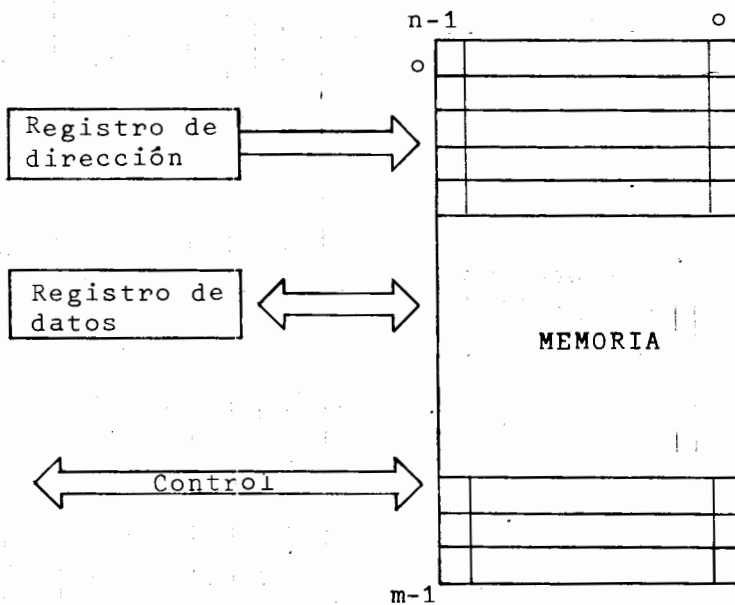 n-1 o
o
Registro de
dirección
Registro de
datos
MEMORIA
Control
m-1